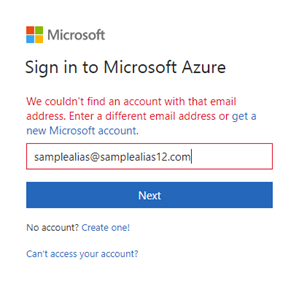 Microsoft
Sign in to Microsoft Azure
We couldn't find an account with that email
address. Enter a different email address or get a
new Microsoft account.
samplealias@samplealias12.com
Next
No account? Create one!
Can't access your account?